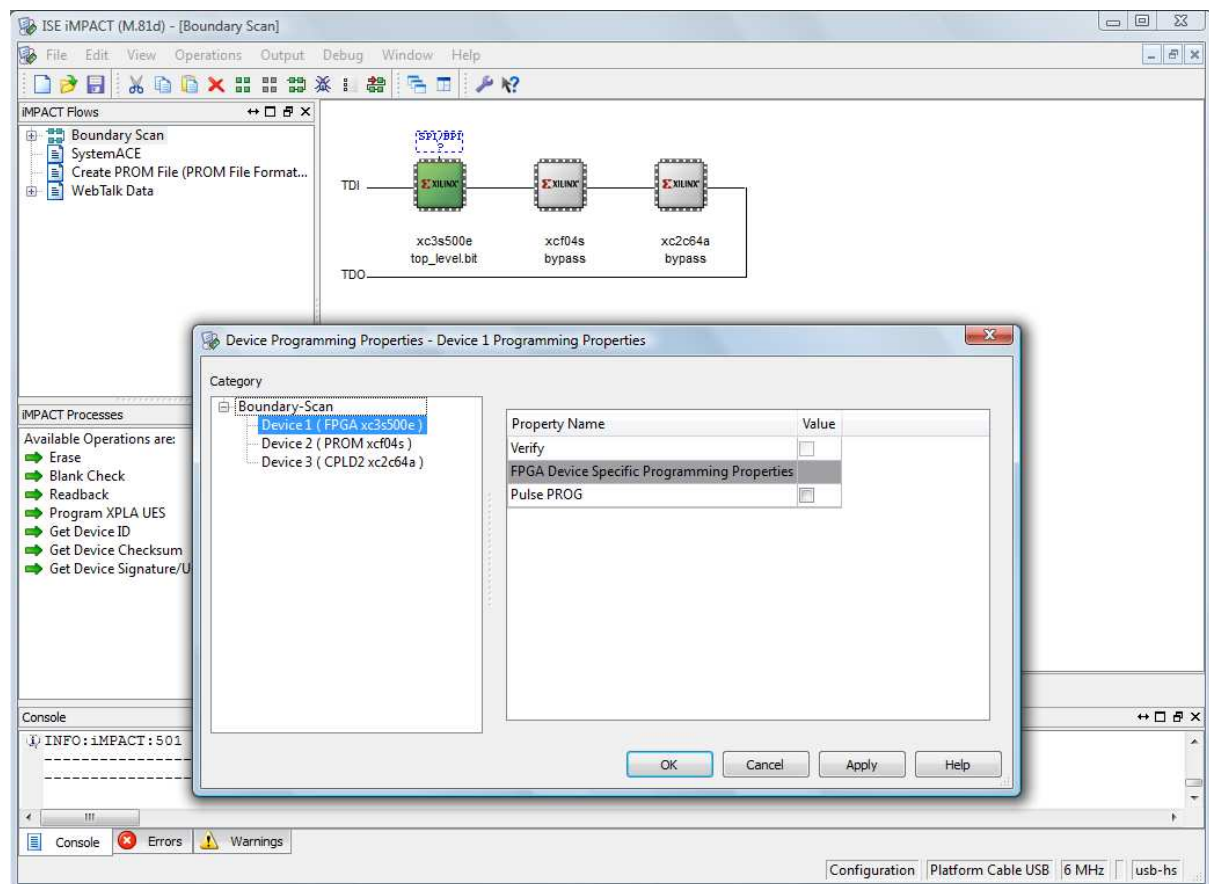 ISE iMPACT (M.81d) - [Boundary Scan]
File Edit View Operations Output Debug Window Help
iMPACT Flows
Boundary Scan
SystemACE
Create PROM File (PROM File Format...
WebTalk Data
SPI/BPI
?
TDI
XILINX XILINX XILINX
xc3s500e xcf04s xc2c64a
top_level.bit bypass bypass
TDO
Device Programming Properties - Device 1 Programming Properties
Category
Boundary-Scan
Device 1 ( FPGA xc3s500e )
Device 2 ( PROM xcf04s )
Device 3 ( CPLD2 xc2c64a )
Property Name Value
Verify
FPGA Device Specific Programming Properties
Pulse PROG
OK Cancel Apply Help
iMPACT Processes
Available Operations are:
Erase
Blank Check
Readback
Program XPLA UES
Get Device ID
Get Device Checksum
Get Device Signature/U
Console
INFO:iMPACT:501
--------------------
--------------------
Console Errors Warnings
Configuration Platform Cable USB 6 MHz usb-hs